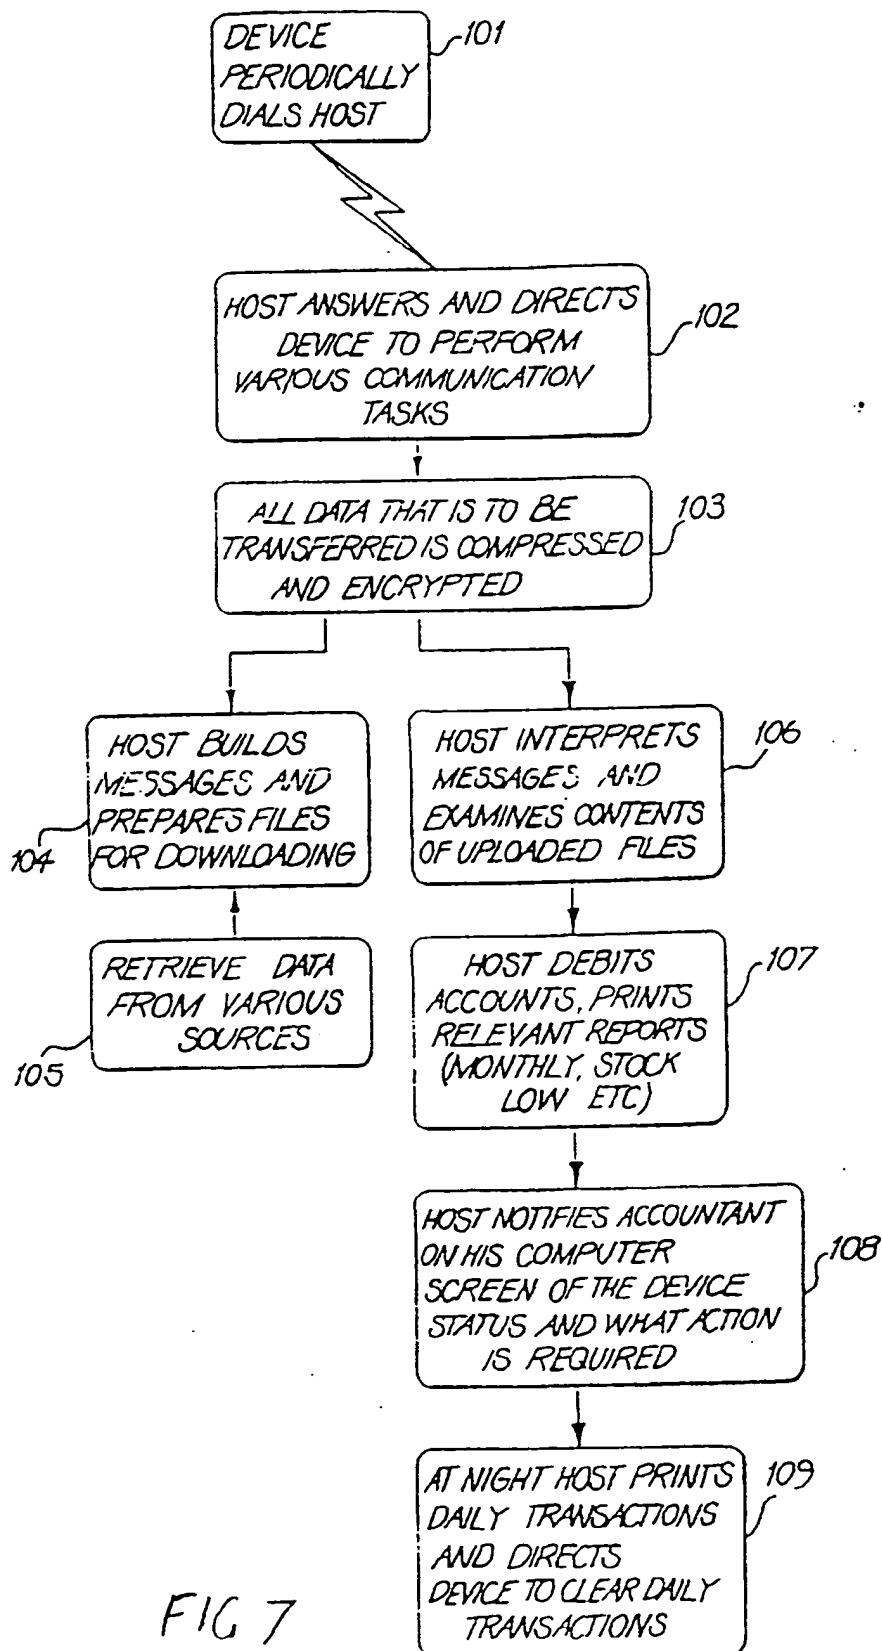 DEVICE
PERIODICALLY
DIALS HOST
101
HOST ANSWERS AND DIRECTS
DEVICE TO PERFORM
VARIOUS COMMUNICATION
TASKS
102
ALL DATA THAT IS TO BE
TRANSFERRED IS COMPRESSED
AND ENCRYPTED
103
HOST BUILDS
MESSAGES AND
PREPARES FILES
FOR DOWNLOADING
104
RETRIEVE DATA
FROM VARIOUS
SOURCES
105
HOST INTERPRETS
MESSAGES AND
EXAMINES CONTENTS
OF UPLOADED FILES
106
HOST DEBITS
ACCOUNTS, PRINTS
RELEVANT REPORTS
(MONTHLY, STOCK
LOW ETC)
107
HOST NOTIFIES ACCOUNTANT
ON HIS COMPUTER
SCREEN OF THE DEVICE
STATUS AND WHAT ACTION
IS REQUIRED
108
AT NIGHT HOST PRINTS
DAILY TRANSACTIONS
AND DIRECTS
DEVICE TO CLEAR DAILY
TRANSACTIONS
109
FIG 7